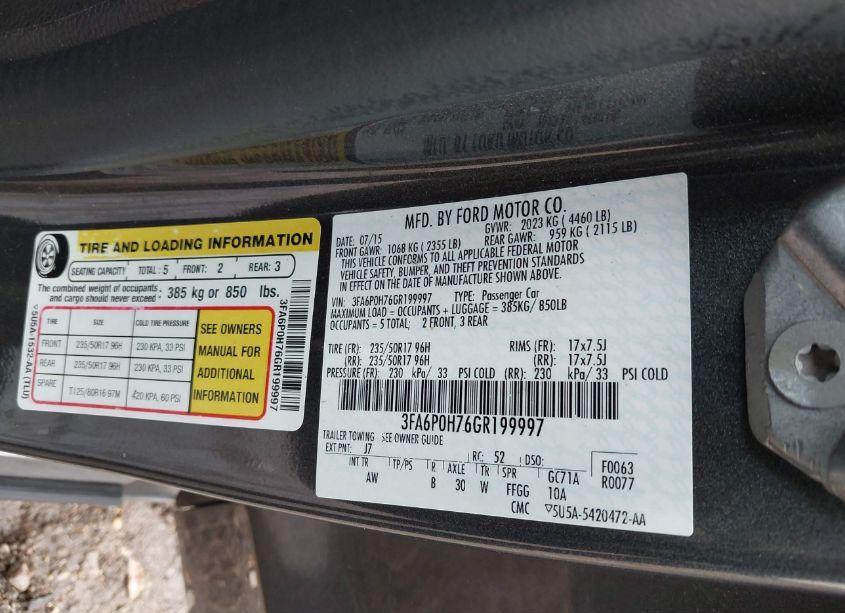 TIRE AND LOADING INFORMATION
SEATING CAPACITY TOTAL: 5 FRONT: 2 REAR: 3
The combined weight of occupants and cargo should never exceed 385 kg or 850 lbs.
TIRE SIZE COLD TIRE PRESSURE
FRONT 235/50R17 96H 230 KPA, 33 PSI
REAR 235/50R17 96H 230 KPA, 33 PSI
SPARE T125/80R16 97M 420 KPA, 60 PSI
SEE OWNERS
MANUAL FOR
ADDITIONAL
INFORMATION
5U5A-1532-AA (TLU)
3FA6P0H76GR199997
MFD. BY FORD MOTOR CO.
DATE: 07/15 GVWR: 2023 KG ( 4460 LB)
FRONT GAWR: 1068 KG ( 2355 LB) REAR GAWR: 959 KG ( 2115 LB)
THIS VEHICLE CONFORMS TO ALL APPLICABLE FEDERAL MOTOR
VEHICLE SAFETY, BUMPER, AND THEFT PREVENTION STANDARDS
IN EFFECT ON THE DATE OF MANUFACTURE SHOWN ABOVE.
VIN: 3FA6P0H76GR199997 TYPE: Passenger Car
MAXIMUM LOAD = OCCUPANTS + LUGGAGE = 385KG/ 850LB
OCCUPANTS = 5 TOTAL; 2 FRONT, 3 REAR
TIRE (FR): 235/50R17 96H RIMS (FR): 17x7.5J
(RR): 235/50R17 96H (RR): 17x7.5J
PRESSURE (FR): 230 kPa/ 33 PSI COLD (RR): 230 kPa/ 33 PSI COLD
3FA6P0H76GR199997
TRAILER TOWING SEE OWNER GUIDE
EXT PNT: J7 RC: 52 DSO:
INT TR TP/PS R AXLE TR SPR GC71A F0063
AW B 30 W FFGG 10A R0077
CMC 5U5A-5420472-AA